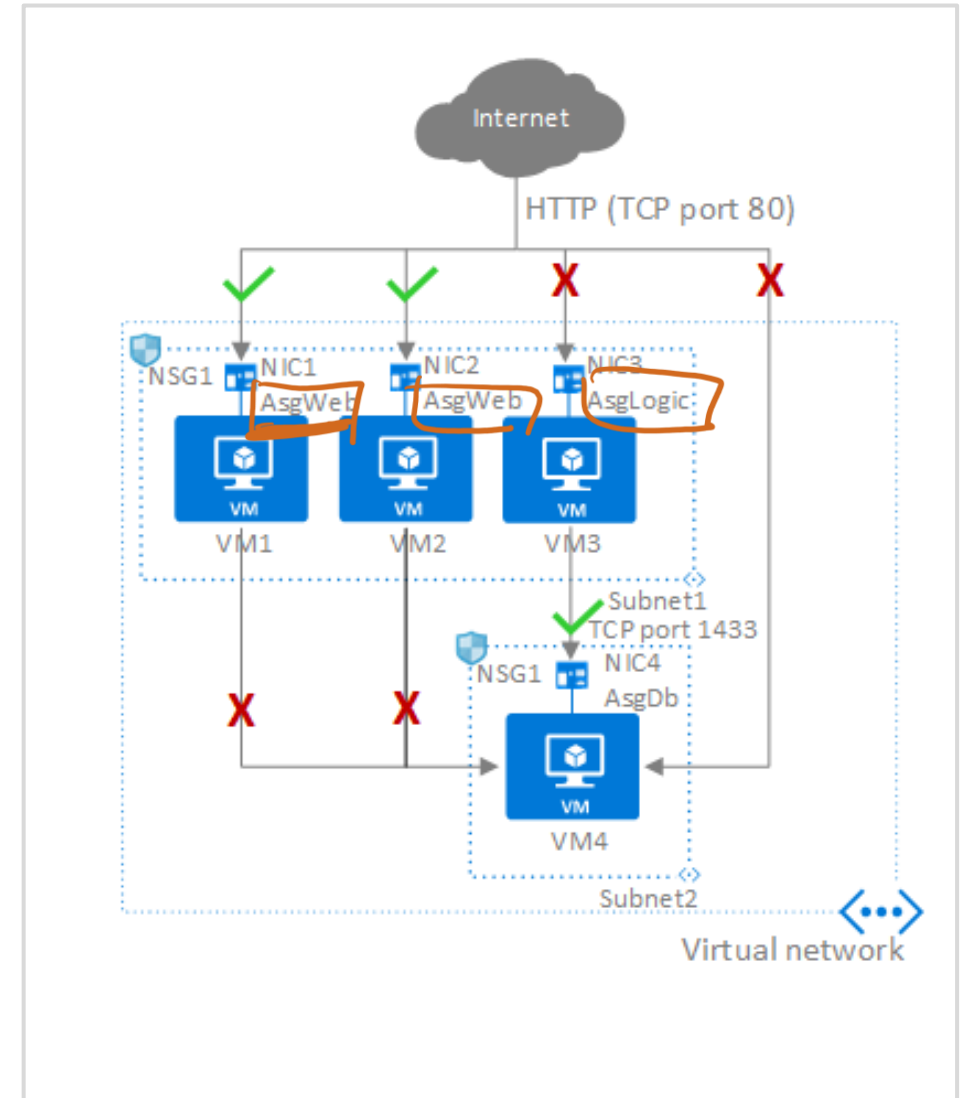 Internet
HTTP (TCP port 80)
X X
NSG1 NIC1 NIC2 NIC3
AsgWeb AsgWeb AsgLogic
VM VM VM
VM1 VM2 VM3
Subnet1
TCP port 1433
NSG1 NIC4
AsgDb
X X
VM
VM4
Subnet2
Virtual network